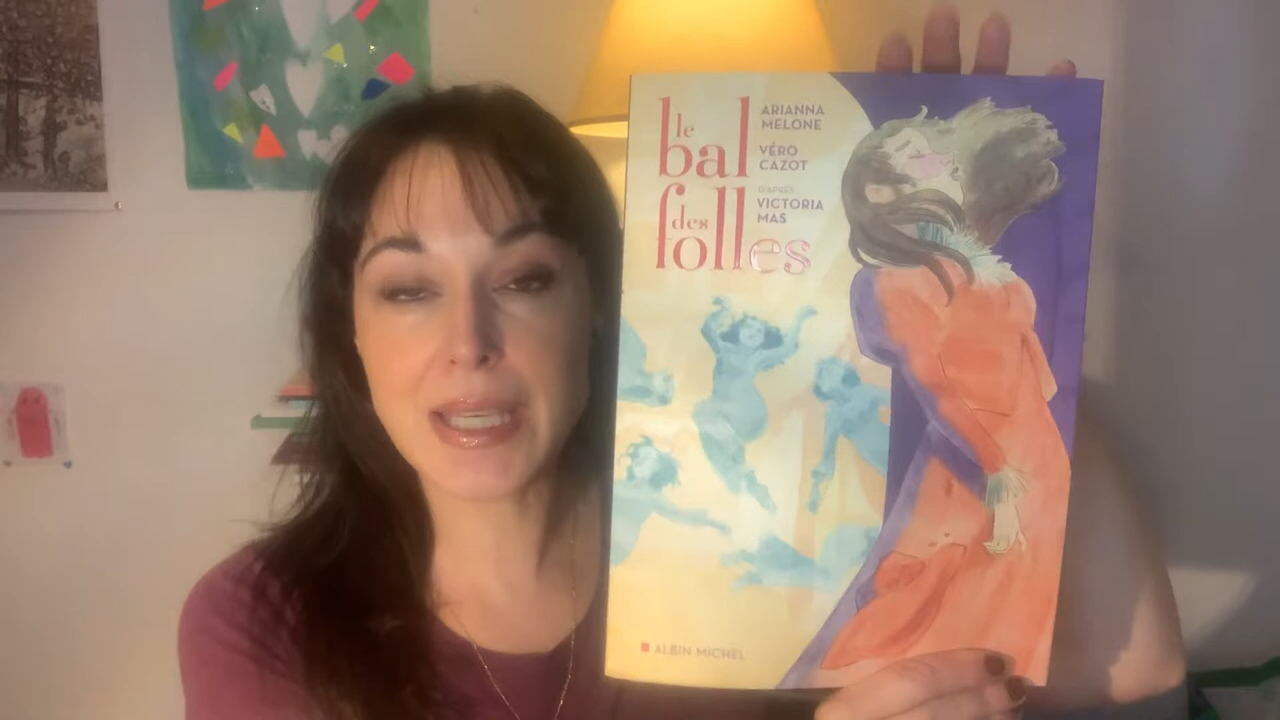 le
bal
des
folles
ARIANNA
MELONE
VÉRO
CAZOT
D'APRÈS
VICTORIA
MAS
ALBIN MICHEL